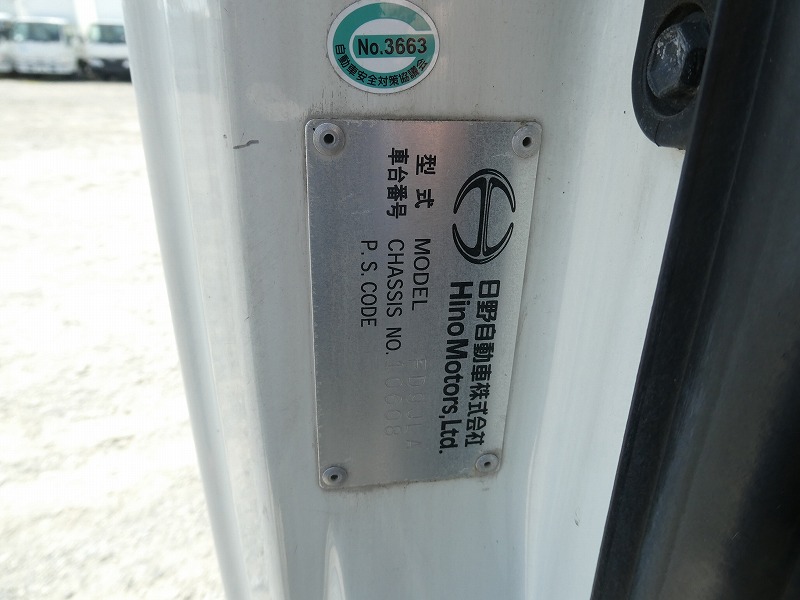 No.3663
自動車安全対策協議会
日野自動車株式会社
Hino Motors, Ltd.
型式 MODEL
車台番号 CHASSIS NO.
P.S. CODE